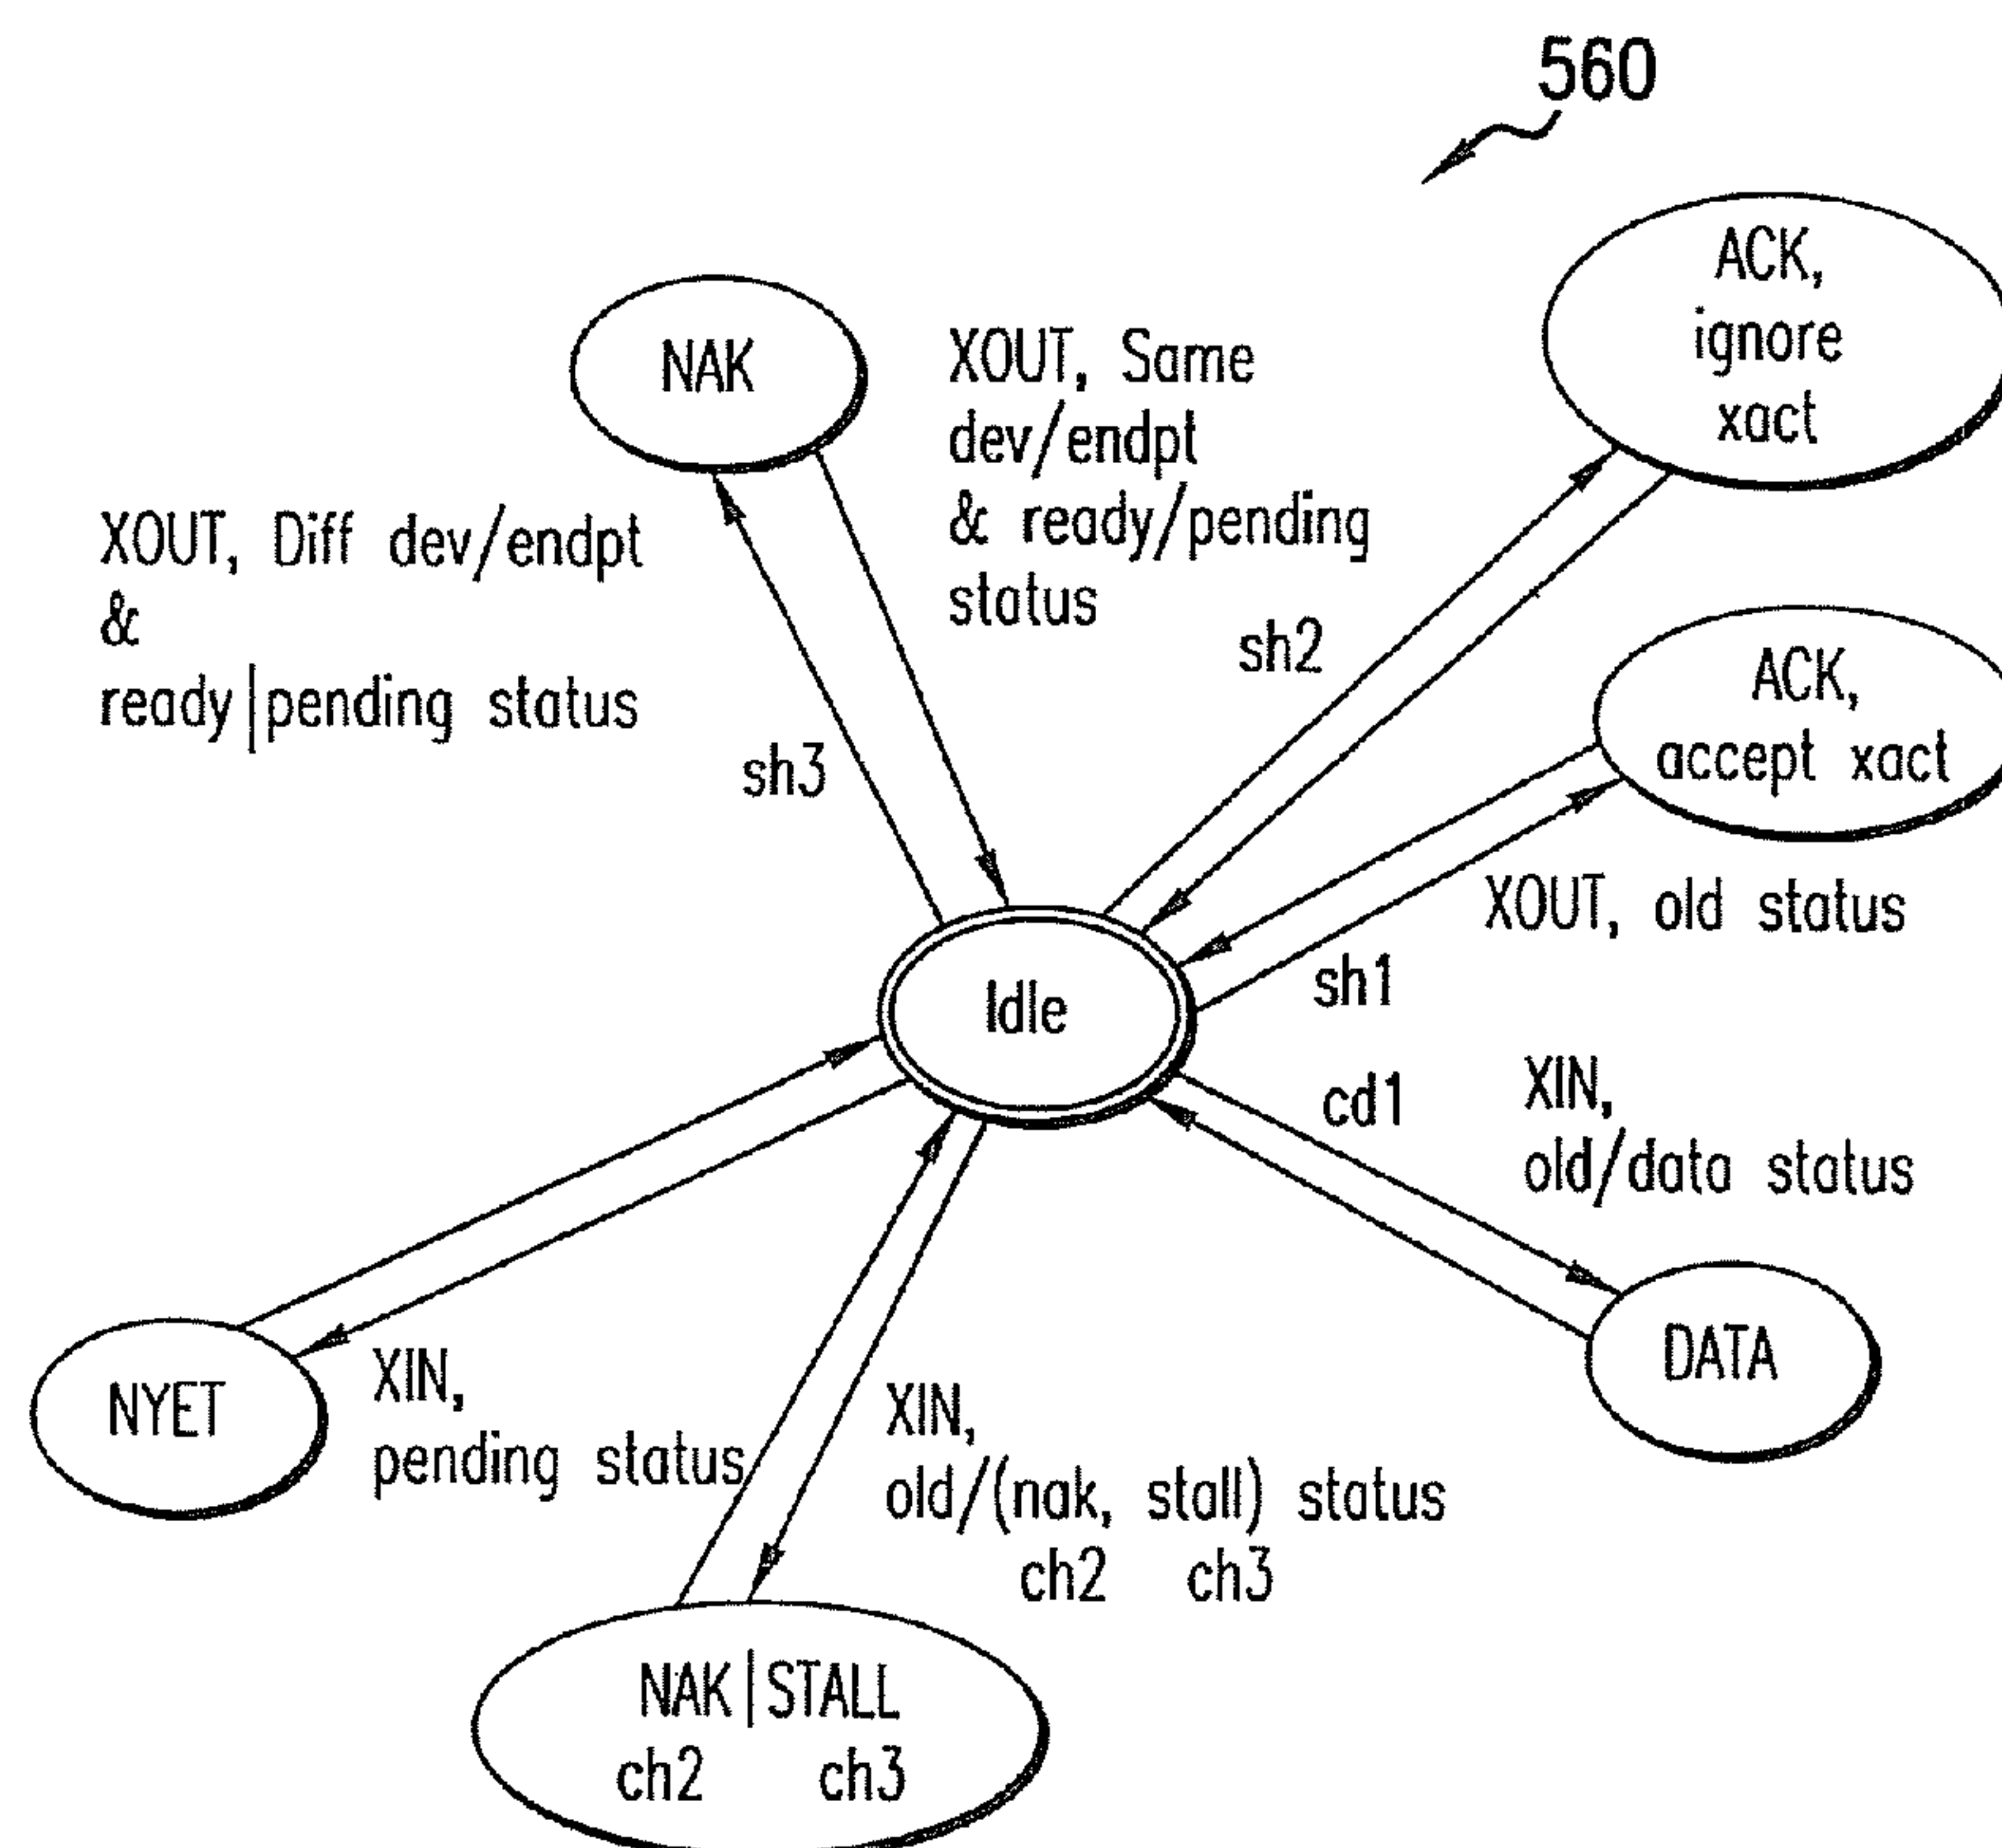 560
ACK,
ignore
xact
NAK
XOUT, Same
dev/endpt
& ready/pending
status
XOUT, Diff dev/endpt
&
ready|pending status
sh2
sh3
ACK,
accept xact
XOUT, old status
sh1
Idle
cd1
XIN,
old/data status
DATA
NYET
XIN,
pending status
XIN,
old/(nak, stall) status
ch2 ch3
NAK|STALL
ch2 ch3